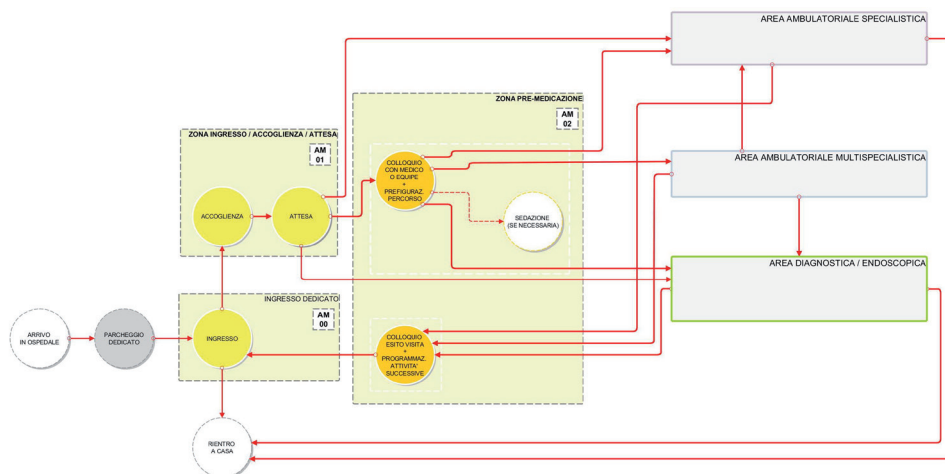 AREA AMBULATORIALE SPECIALISTICA
ZONA PRE-MEDICAZIONE
AM
02
ZONA INGRESSO / ACCOGLIENZA / ATTESA
AM
01
COLLOQUIO
CON MEDICO
O EQUIPE
+
PREFIGURAZ.
PERCORSO
AREA AMBULATORIALE MULTISPECIALISTICA
ACCOGLIENZA
ATTESA
SEDAZIONE
(SE NECESSARIA)
AREA DIAGNOSTICA / ENDOSCOPICA
INGRESSO DEDICATO
AM
00
ARRIVO
IN OSPEDALE
PARCHEGGIO
DEDICATO
INGRESSO
COLLOQUIO
ESITO VISITA
+
PROGRAMMAZ.
ATTIVITA'
SUCCESSIVE
RIENTRO
A CASA